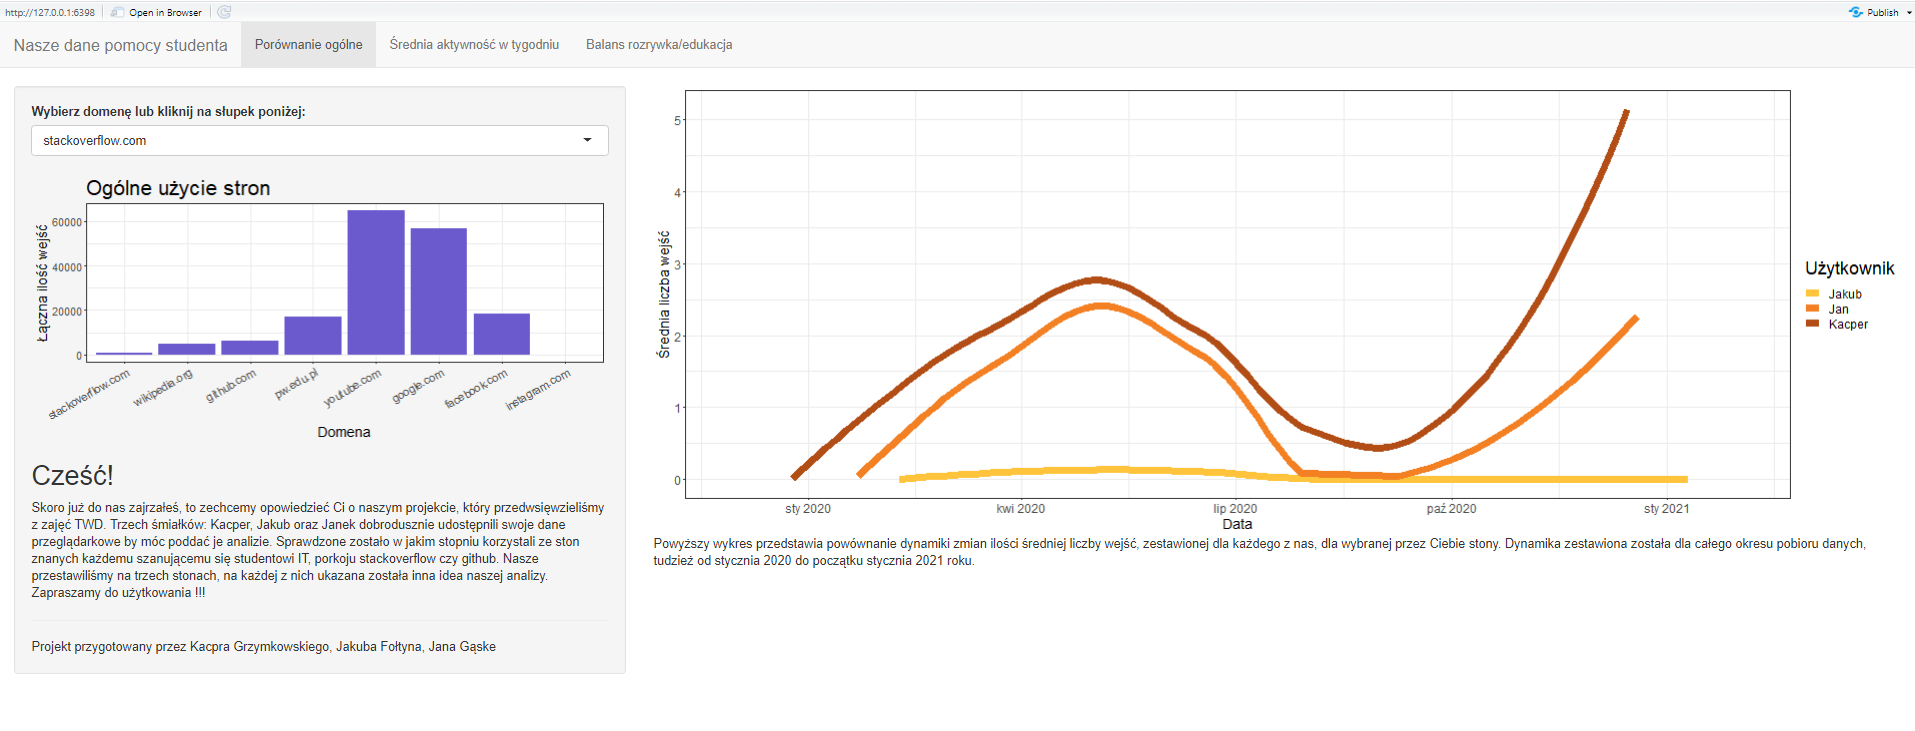 http://127.0.0.1:6398 Open in Browser Publish
Nasze dane pomocy studenta Porównanie ogólne Średnia aktywność w tygodniu Balans rozrywka/edukacja
Wybierz domenę lub kliknij na słupek poniżej:
stackoverflow.com
Ogólne użycie stron
Łączna ilość wejść
60000
40000
20000
0
stackoverflow.com wikipedia.org github.com pw.edu.pl youtube.com google.com facebook.com instagram.com
Domena
Cześć!
Skoro już do nas zajrzałeś, to zechcemy opowiedzieć Ci o naszym projekcie, który przedwsięwzieliśmy
z zajęć TWD. Trzech śmiałków: Kacper, Jakub oraz Janek dobrodusznie udostępnili swoje dane
przeglądarkowe by móc poddać je analizie. Sprawdzone zostało w jakim stopniu korzystali ze ston
znanych każdemu szanującemu się studentowi IT, porkoju stackoverflow czy github. Nasze
przestawiliśmy na trzech stonach, na każdej z nich ukazana została inna idea naszej analizy.
Zapraszamy do użytkowania !!!
Projekt przygotowany przez Kacpra Grzymkowskiego, Jakuba Fołtyna, Jana Gąske
Średnia liczba wejść
5
4
3
2
1
0
sty 2020 kwi 2020 lip 2020 paź 2020 sty 2021
Data
Użytkownik
Jakub
Jan
Kacper
Powyższy wykres przedstawia powównanie dynamiki zmian ilości średniej liczby wejść, zestawionej dla każdego z nas, dla wybranej przez Ciebie stony. Dynamika zestawiona została dla całego okresu pobioru danych,
tudzież od stycznia 2020 do początku stycznia 2021 roku.